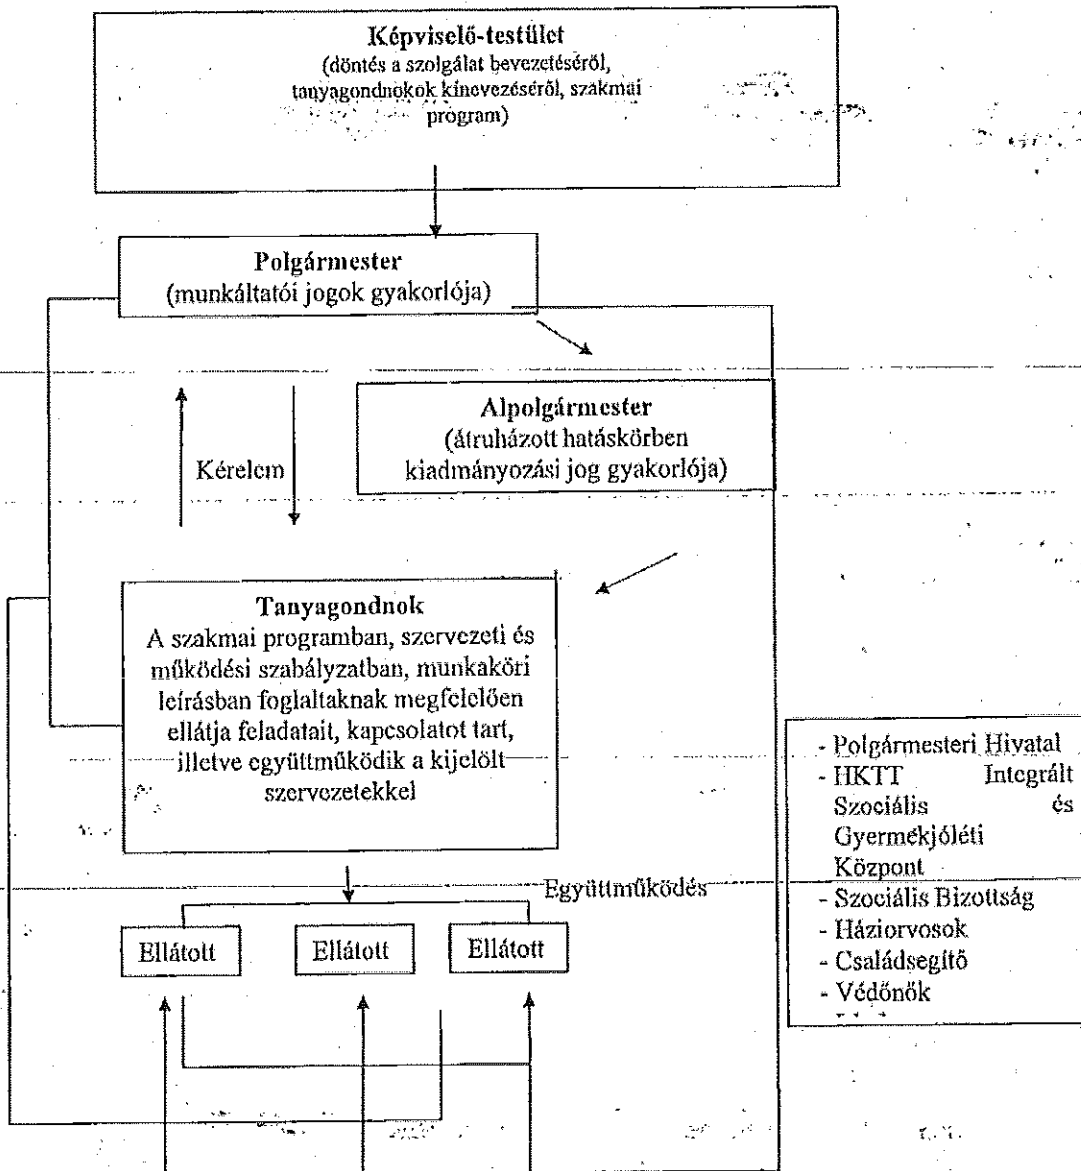 Képviselő-testület
(döntés a szolgálat bevezetéséről,
tanyagondnokok kinevezéséről, szakmai
program)
Polgármester
(munkáltatói jogok gyakorlója)
Alpolgármester
(átruházott hatáskörben
kiadmányozási jog gyakorlója)
Kérelem
Tanyagondnok
A szakmai programban, szervezeti és
működési szabályzatban, munkaköri
leírásban foglaltaknak megfelelően
ellátja feladatait, kapcsolatot tart,
illetve együttműködik a kijelölt
szervezetekkel
- Polgármesteri Hivatal
- HKTT Integrált
Szociális és
Gyermekjóléti
Központ
- Szociális Bizottság
- Háziorvosok
- Családsegítő
- Védőnők
Együttműködés
Ellátott
Ellátott
Ellátott